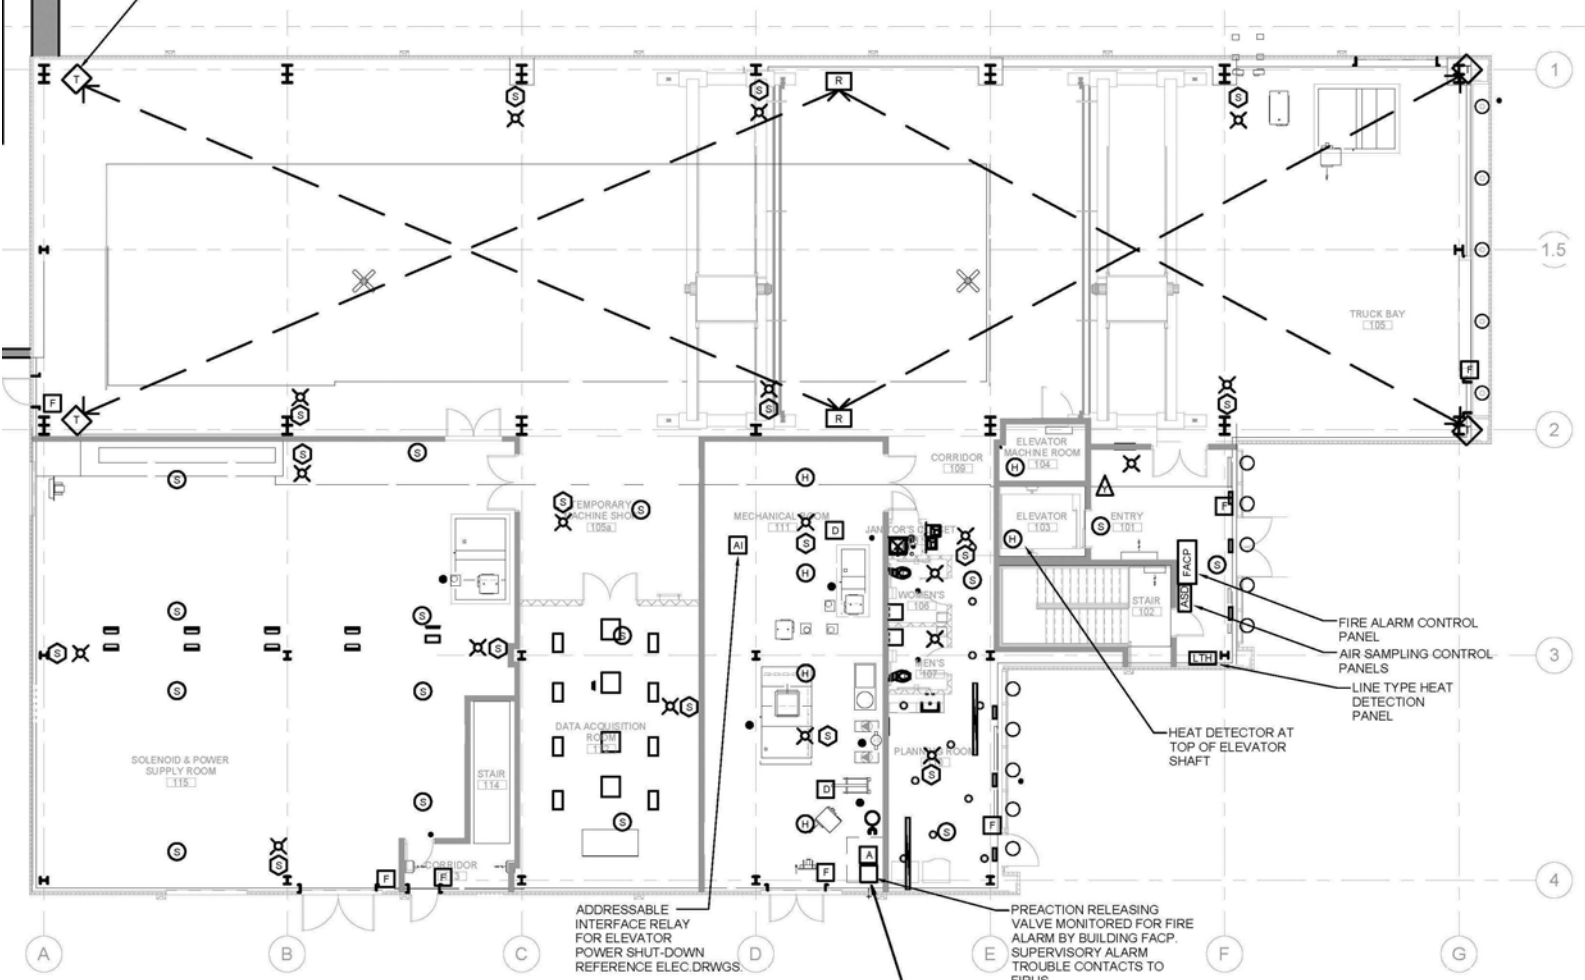 T
R
1
S
S
S
1.5
TRUCK BAY
105
F
F
S
S
S
T
R
2
S
S
H
CORRIDOR
109
ELEVATOR
MACHINE ROOM
104
H
Y
S
TEMPORARY
MACHINE SHOP
105a
S
MECHANICAL ROOM
111
D
AI
S
H
JANITOR'S CLOSET
S
S
ELEVATOR
103
H
ENTRY
101
S
F
S
FACP
ASD
STAIR
102
WOMEN'S
106
MEN'S
107
LTH
3
FIRE ALARM CONTROL
PANEL
AIR SAMPLING CONTROL
PANELS
LINE TYPE HEAT
DETECTION
PANEL
HEAT DETECTOR AT
TOP OF ELEVATOR
SHAFT
S
S
S
S
S
S
S
H
S
S
DATA ACQUISITION
ROOM
SOLENOID & POWER
SUPPLY ROOM
115
STAIR
114
PLANNING ROOM
S
S
S
S
D
H
S
F
S
A
F
F
F
CORRIDOR
4
ADDRESSABLE
INTERFACE RELAY
FOR ELEVATOR
POWER SHUT-DOWN
REFERENCE ELEC.DRWGS.
PREACTION RELEASING
VALVE MONITORED FOR FIRE
ALARM BY BUILDING FACP.
SUPERVISORY ALARM
TROUBLE CONTACTS TO
FIRUS
A
B
C
D
E
F
G